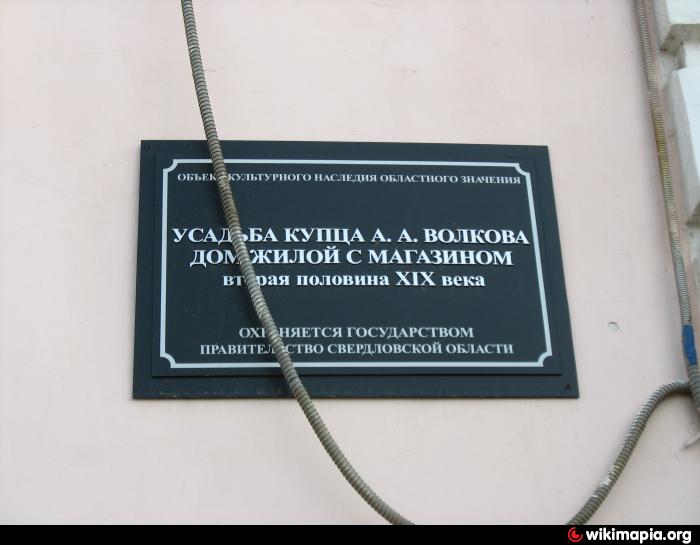 ОБЪЕКТ КУЛЬТУРНОГО НАСЛЕДИЯ ОБЛАСТНОГО ЗНАЧЕНИЯ
УСАДЬБА КУПЦА А. А. ВОЛКОВА
ДОМ ЖИЛОЙ С МАГАЗИНОМ
вторая половина XIX века
ОХРАНЯЕТСЯ ГОСУДАРСТВОМ
ПРАВИТЕЛЬСТВО СВЕРДЛОВСКОЙ ОБЛАСТИ
wikimapia.org